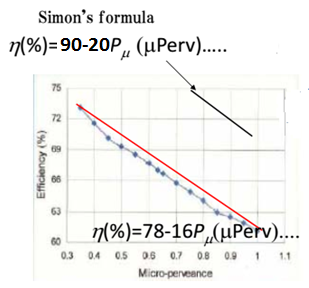 Simon's formula
η(%)=90-20Pμ (μPerv).....
75
72
69
66
63
60
Efficiency (%)
η(%)=78-16Pμ(μPerv)....
0.3 0.4 0.5 0.6 0.7 0.8 0.9 1 1.1
Micro-perveance